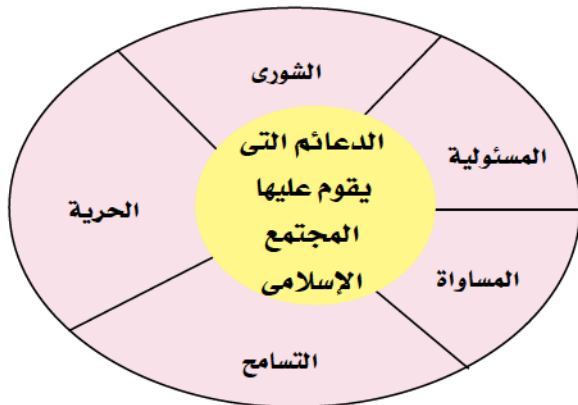 الشورى
المسئولية
الدعائم التى
يقوم عليها
المجتمع
الإسلامى
الحرية
المساواة
التسامح